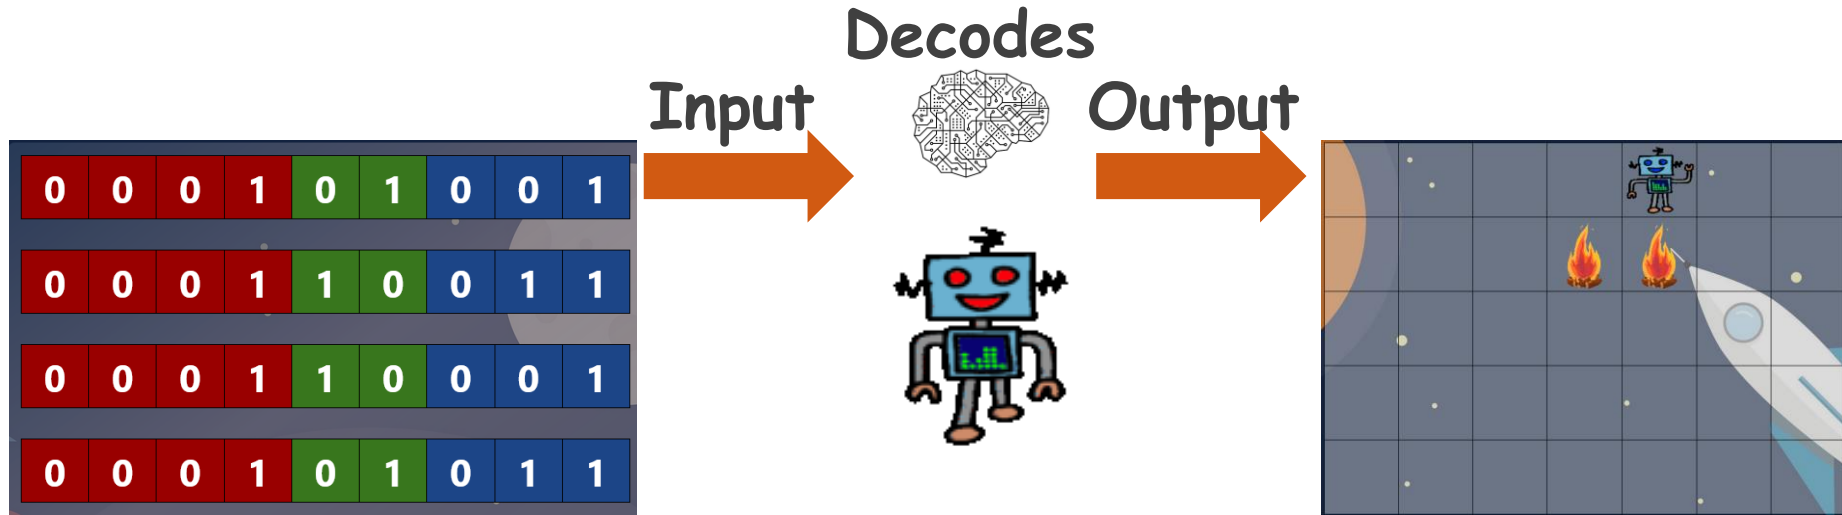 Decodes
Input
Output
0 0 0 1 0 1 0 0 1
0 0 0 1 1 0 0 1 1
0 0 0 1 1 0 0 0 1
0 0 0 1 0 1 0 1 1